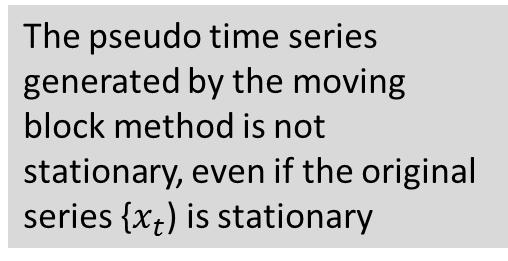 The pseudo time series
generated by the moving
block method is not
stationary, even if the original
series {xₜ) is stationary